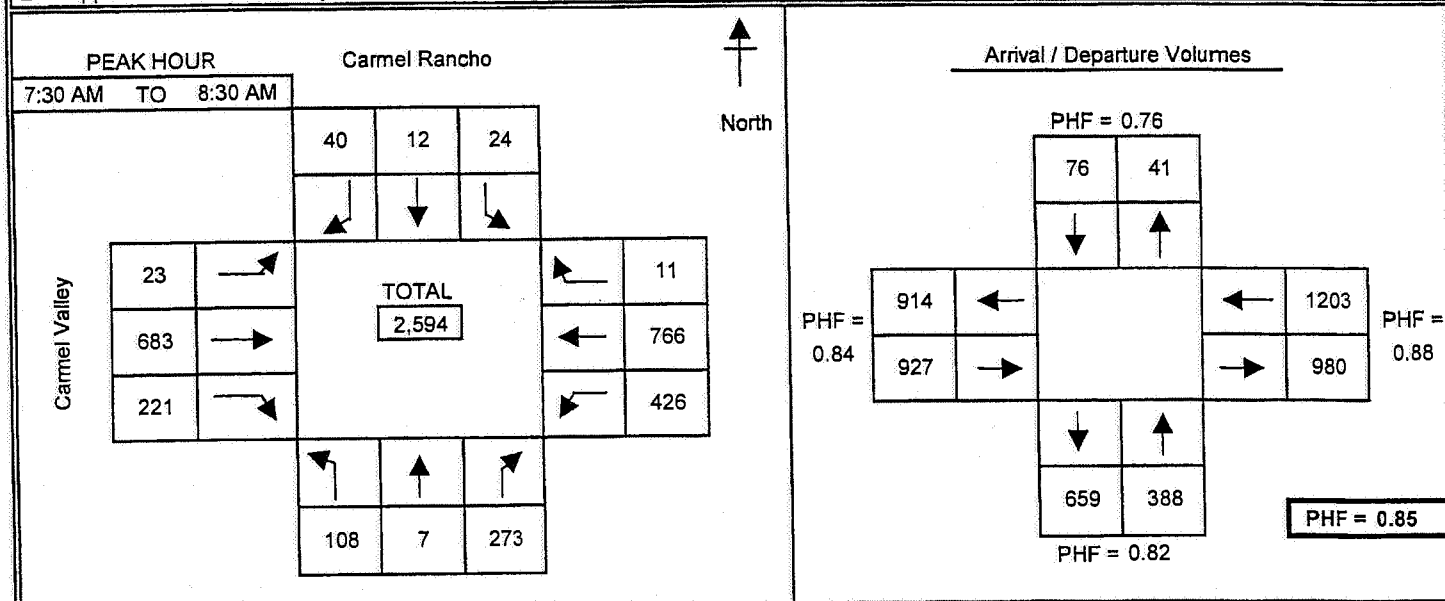 PEAK HOUR
7:30 AM TO 8:30 AM
Carmel Rancho
North
40 12 24
Carmel Valley
23
683
221
TOTAL
2,594
11
766
426
108 7 273
Arrival / Departure Volumes
PHF = 0.76
76 41
PHF =
0.84
914
927
1203
980
PHF =
0.88
659 388
PHF = 0.82
PHF = 0.85